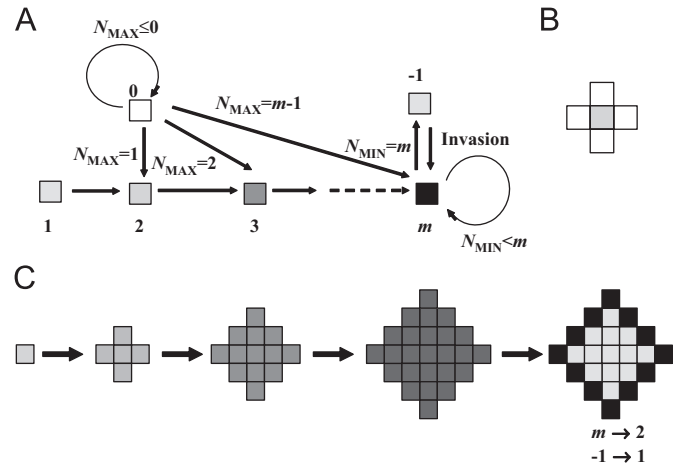 A
B
N_MAX≤0
0
-1
N_MAX=m-1
N_MIN=m
Invasion
N_MAX=1
N_MAX=2
1
2
3
m
N_MIN<m
C
m → 2
-1 → 1